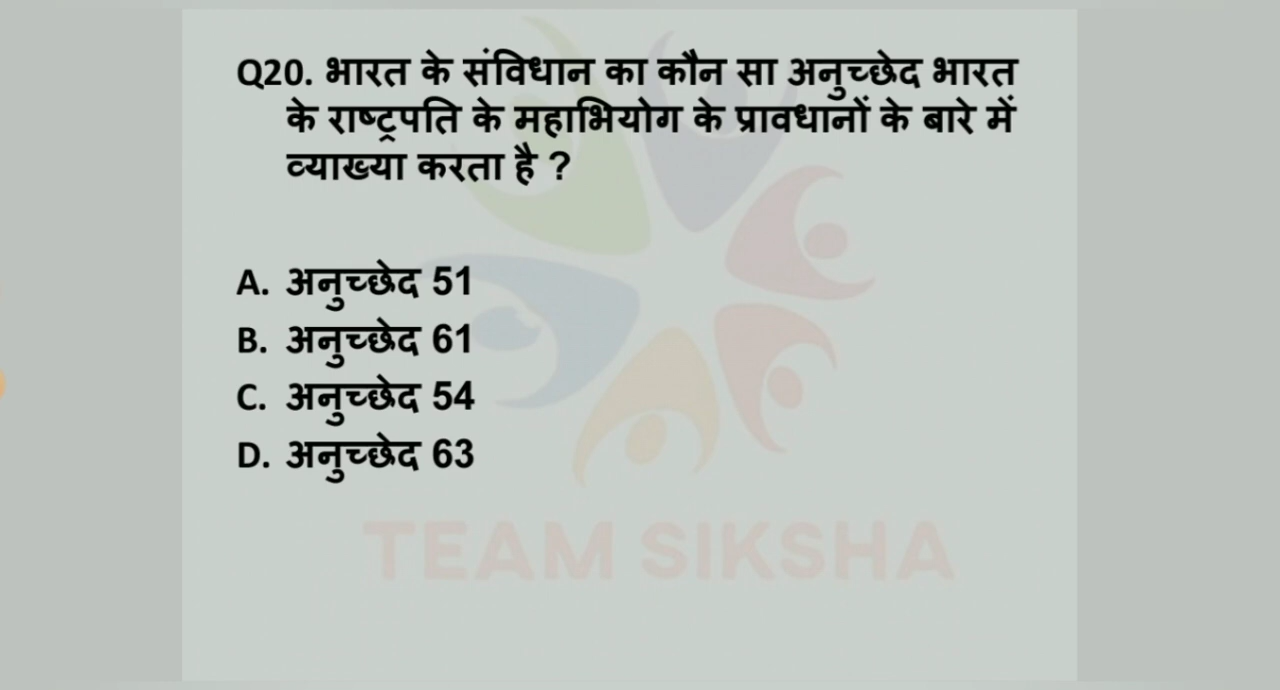 Q20. भारत के संविधान का कौन सा अनुच्छेद भारत
के राष्ट्रपति के महाभियोग के प्रावधानों के बारे में
व्याख्या करता है ?
A. अनुच्छेद 51
B. अनुच्छेद 61
C. अनुच्छेद 54
D. अनुच्छेद 63
TEAM SIKSHA